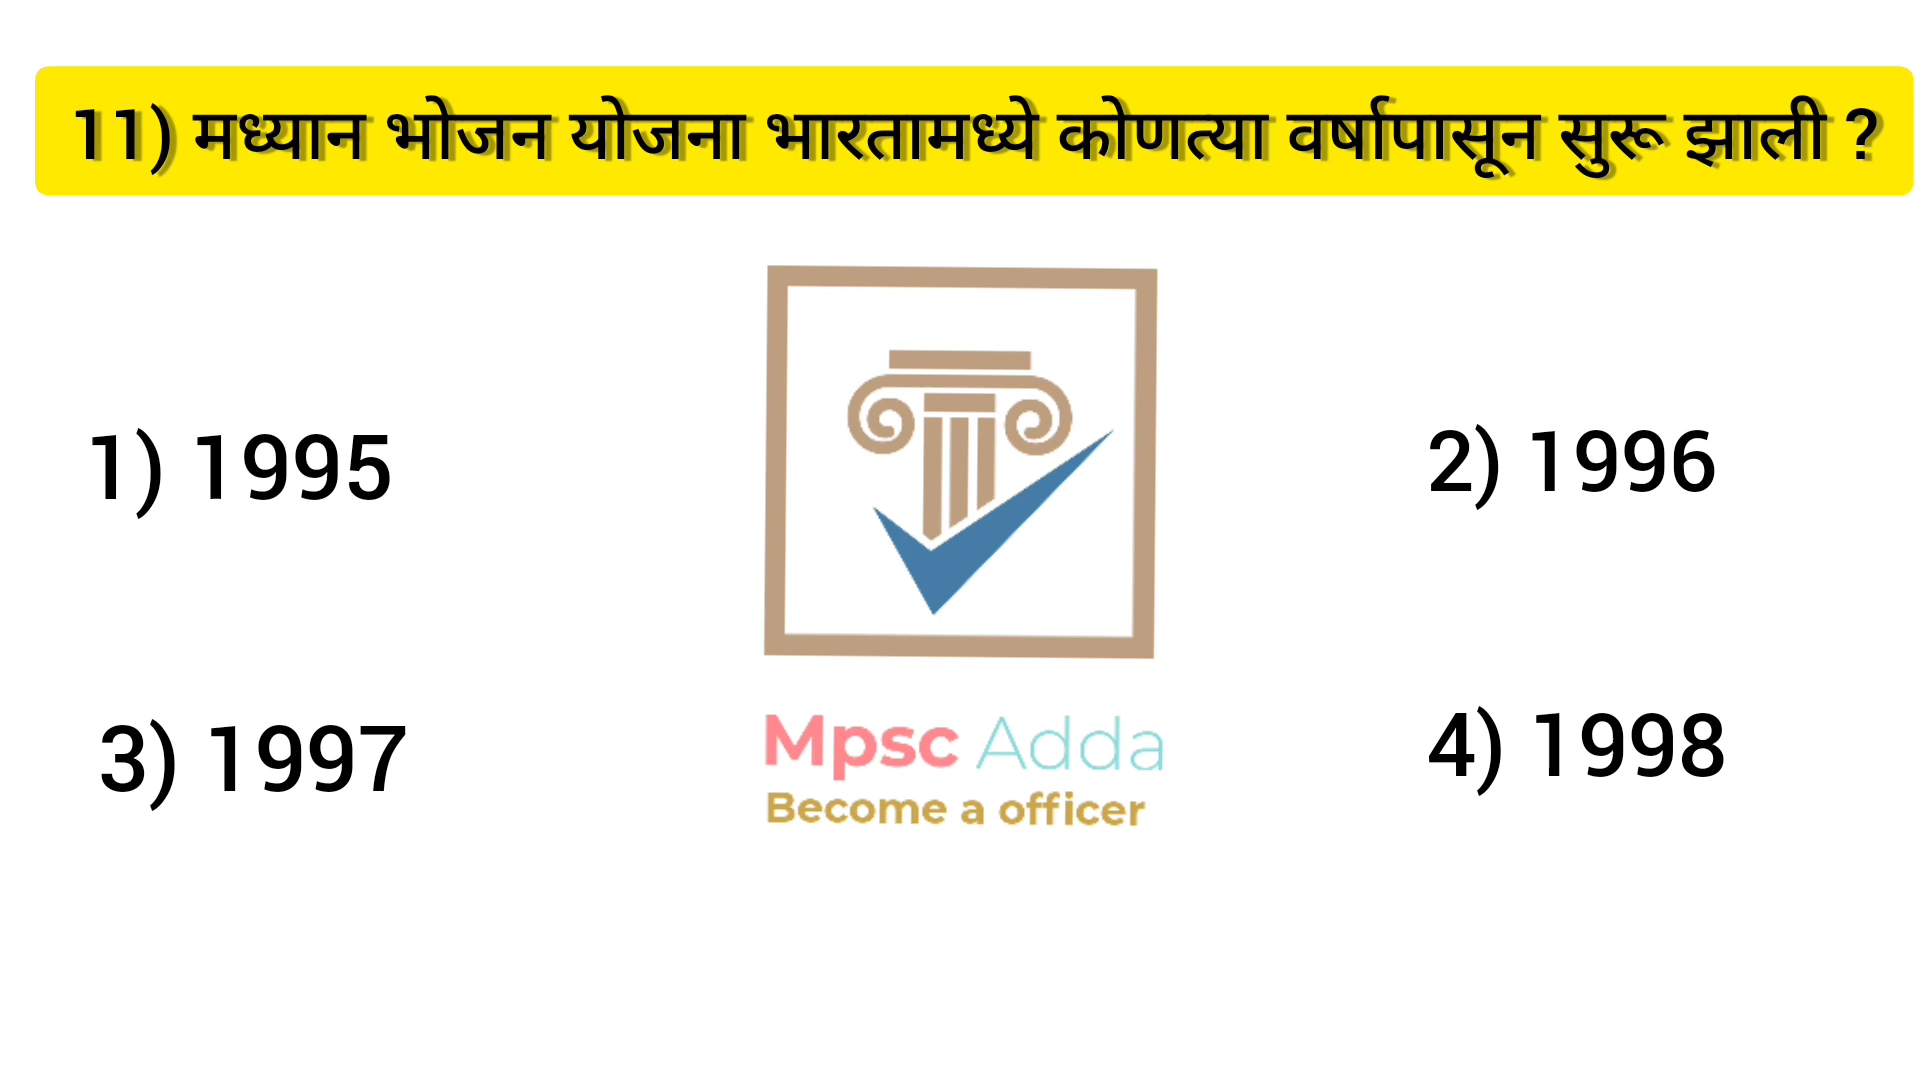 11) मध्यान भोजन योजना भारतामध्ये कोणत्या वर्षापासून सुरू झाली ?
1) 1995
2) 1996
3) 1997
4) 1998
Mpsc Adda
Become a officer